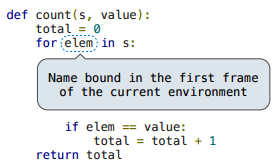 def count(s, value):
    total = 0
    for elem in s:
Name bound in the first frame
of the current environment
        if elem == value:
            total = total + 1
    return total